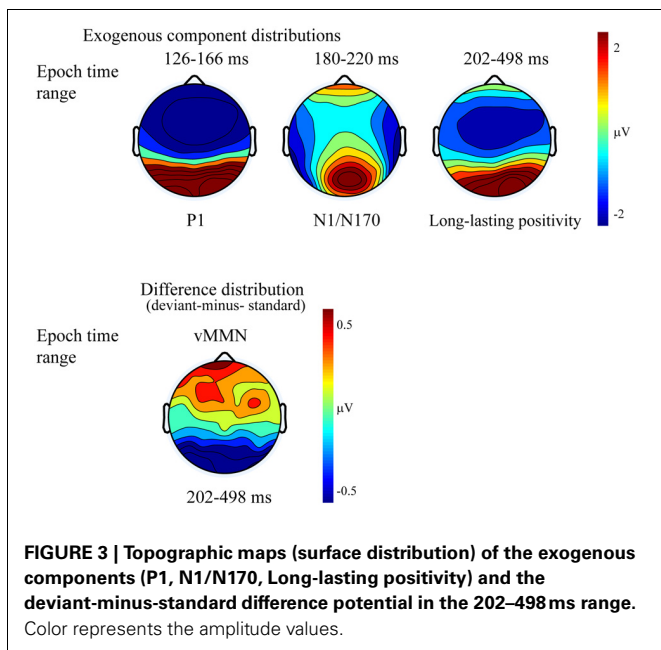 Exogenous component distributions
Epoch time range
126-166 ms
180-220 ms
202-498 ms
2
μV
-2
P1
N1/N170
Long-lasting positivity
Difference distribution
(deviant-minus- standard)
Epoch time range
vMMN
0.5
μV
-0.5
202-498 ms
FIGURE 3 | Topographic maps (surface distribution) of the exogenous
components (P1, N1/N170, Long-lasting positivity) and the
deviant-minus-standard difference potential in the 202–498 ms range.
Color represents the amplitude values.